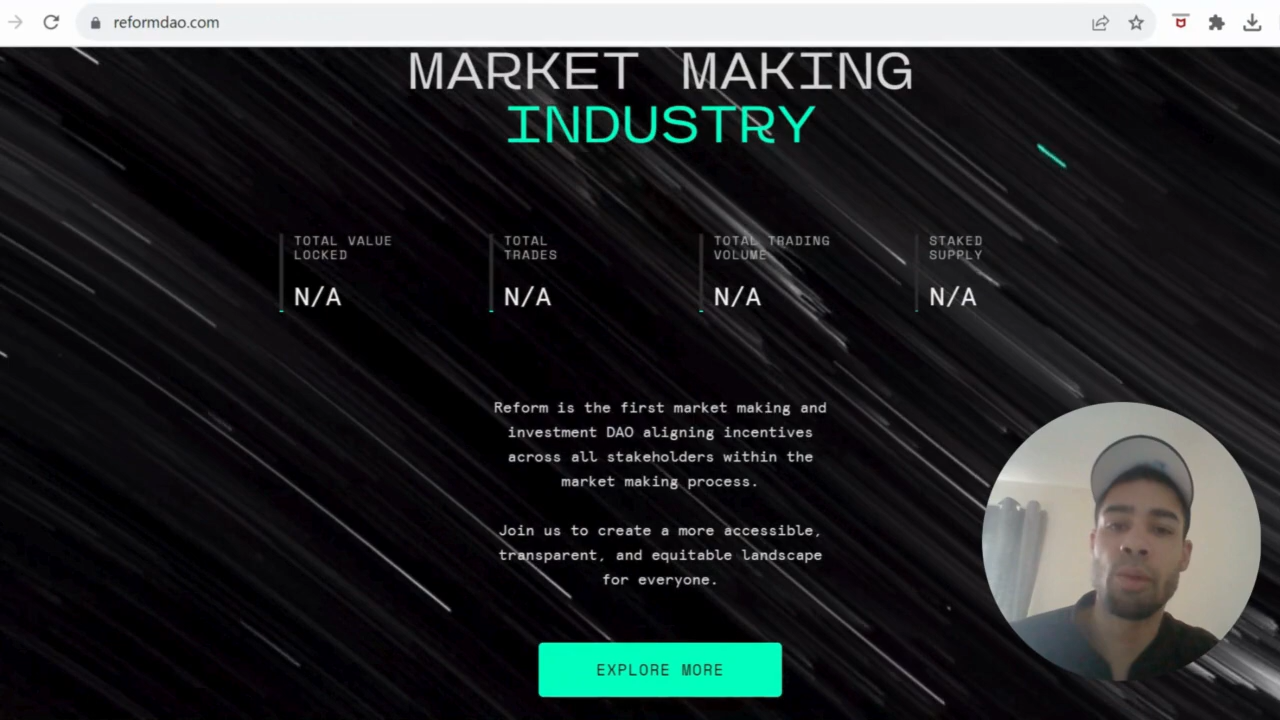 reformdao.com
MARKET MAKING
INDUSTRY
TOTAL VALUE
LOCKED
N/A
TOTAL
TRADES
N/A
TOTAL TRADING
VOLUME
N/A
STAKED
SUPPLY
N/A
Reform is the first market making and
investment DAO aligning incentives
across all stakeholders within the
market making process.
Join us to create a more accessible,
transparent, and equitable landscape
for everyone.
EXPLORE MORE